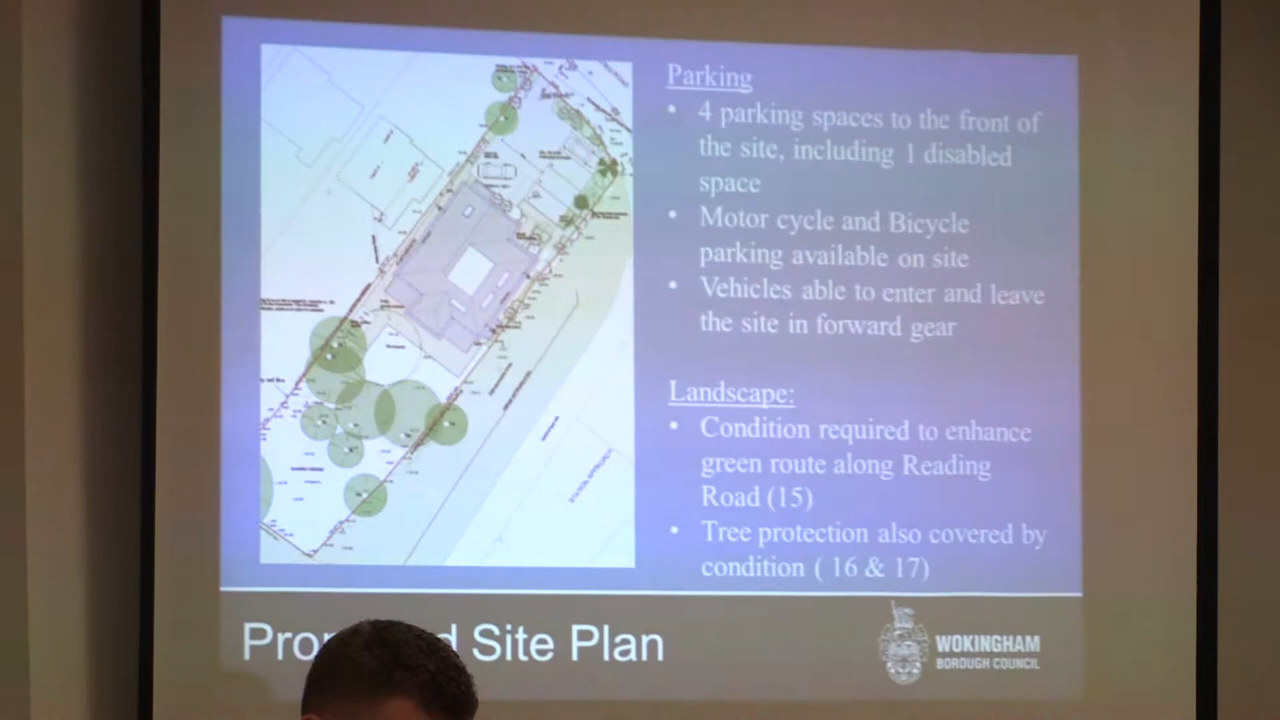 Parking
• 4 parking spaces to the front of
the site, including 1 disabled
space
• Motor cycle and Bicycle
parking available on site
• Vehicles able to enter and leave
the site in forward gear
Landscape:
• Condition required to enhance
green route along Reading
Road (15)
• Tree protection also covered by
condition ( 16 & 17)
STATION APPROACH
Site Plan
WOKINGHAM
BOROUGH COUNCIL